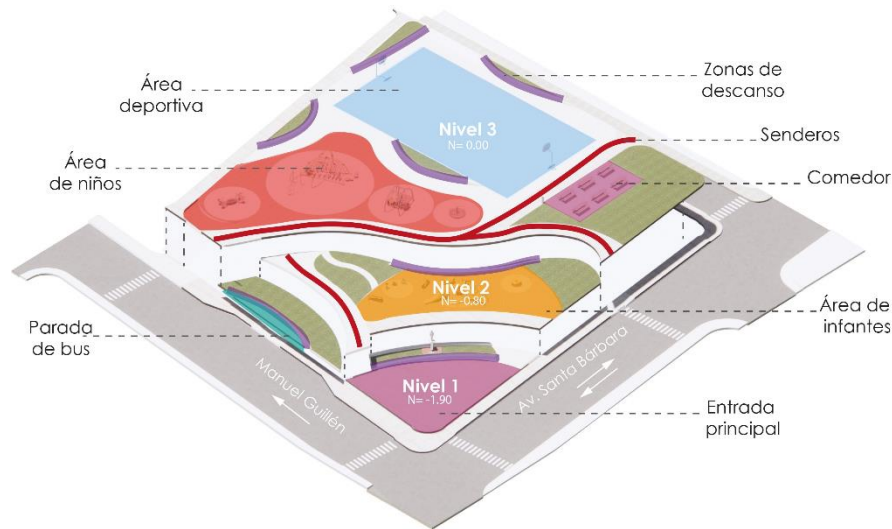 Área
deportiva
Zonas de
descanso
Nivel 3
N= 0.00
Senderos
Área
de niños
Comedor
Nivel 2
N= -0.80
Parada
de bus
Área de
infantes
Manuel Guillén
Av. Santa Bárbara
Nivel 1
N= -1.90
Entrada
principal